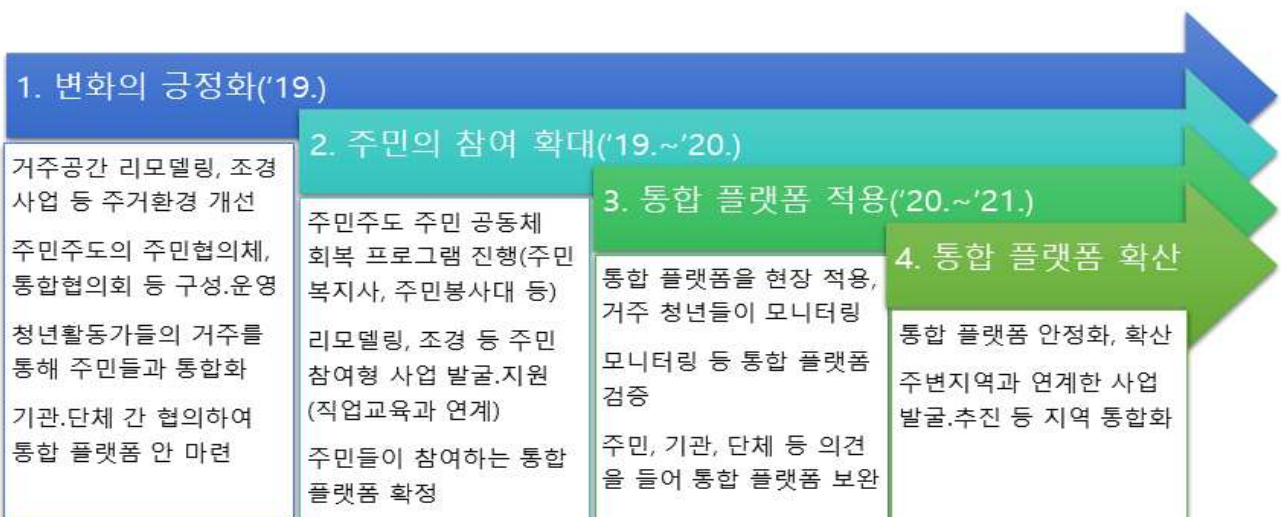 1. 변화의 긍정화('19.)
거주공간 리모델링, 조경
사업 등 주거환경 개선
주민주도의 주민협의체,
통합협의회 등 구성.운영
청년활동가들의 거주를
통해 주민들과 통합화
기관.단체 간 협의하여
통합 플랫폼 안 마련
2. 주민의 참여 확대('19.~'20.)
주민주도 주민 공동체
회복 프로그램 진행(주민
복지사, 주민봉사대 등)
리모델링, 조경 등 주민
참여형 사업 발굴.지원
(직업교육과 연계)
주민들이 참여하는 통합
플랫폼 확정
3. 통합 플랫폼 적용('20.~'21.)
통합 플랫폼을 현장 적용,
거주 청년들이 모니터링
모니터링 등 통합 플랫폼
검증
주민, 기관, 단체 등 의견
을 들어 통합 플랫폼 보완
4. 통합 플랫폼 확산
통합 플랫폼 안정화, 확산
주변지역과 연계한 사업
발굴.추진 등 지역 통합화